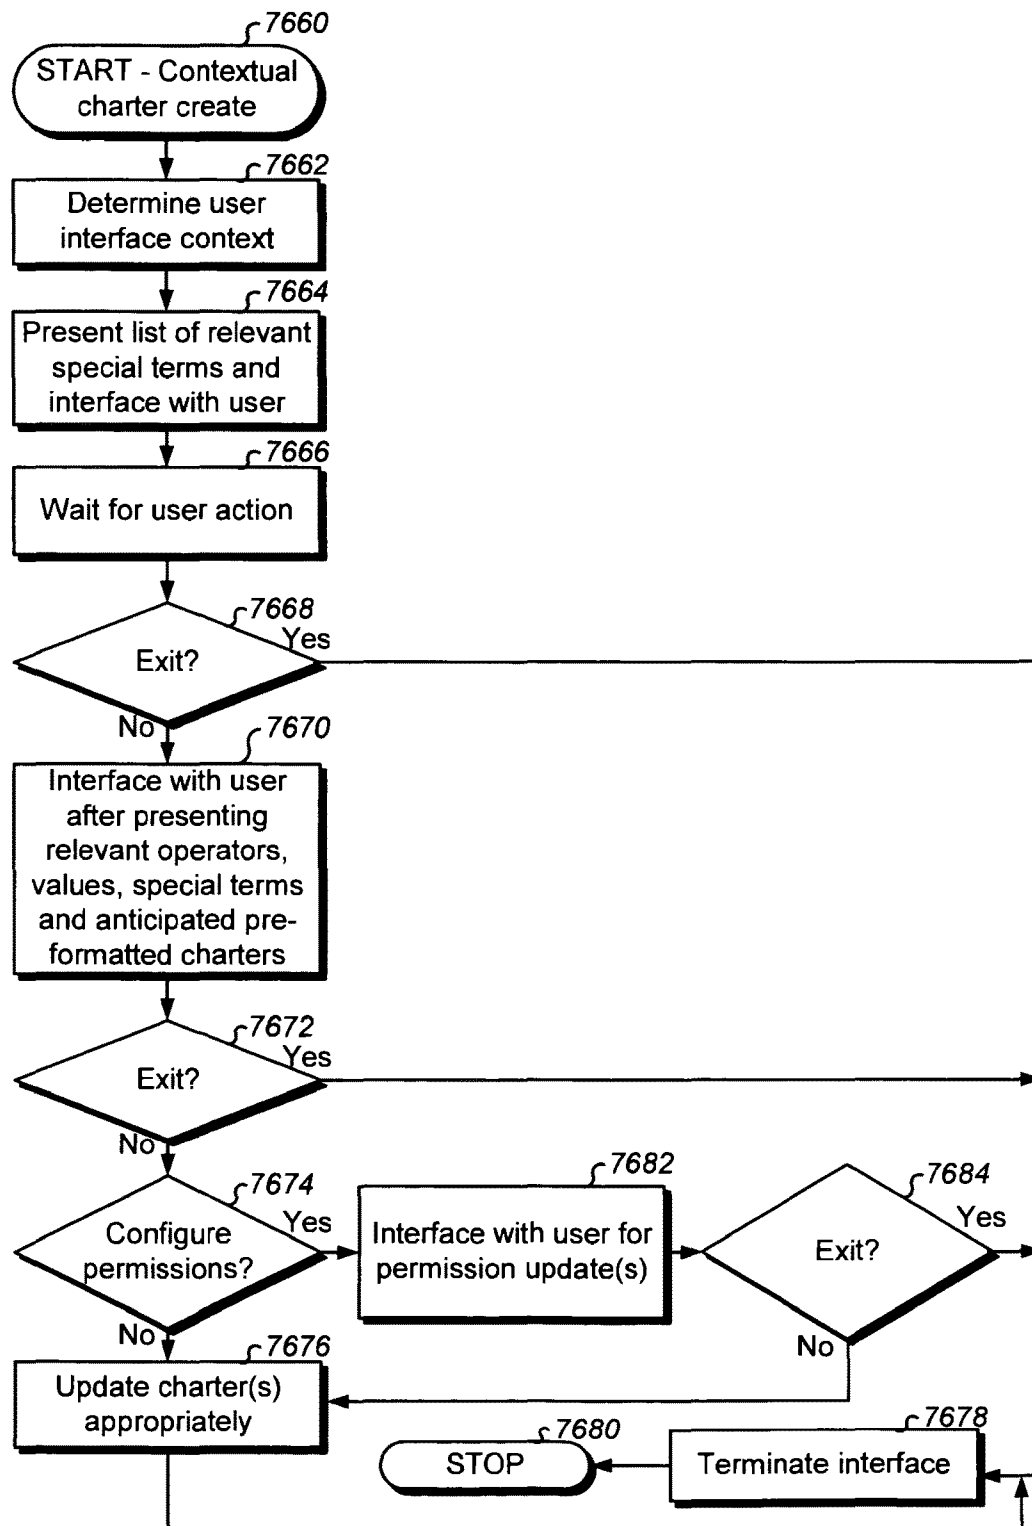 7660
START - Contextual
charter create
7662
Determine user
interface context
7664
Present list of relevant
special terms and
interface with user
7666
Wait for user action
7668
Yes
Exit?
No
7670
Interface with user
after presenting
relevant operators,
values, special terms
and anticipated pre-
formatted charters
7672
Yes
Exit?
No
7674
Yes
Configure
permissions?
No
7682
Interface with user for
permission update(s)
7684
Yes
Exit?
No
7676
Update charter(s)
appropriately
7680
STOP
7678
Terminate interface